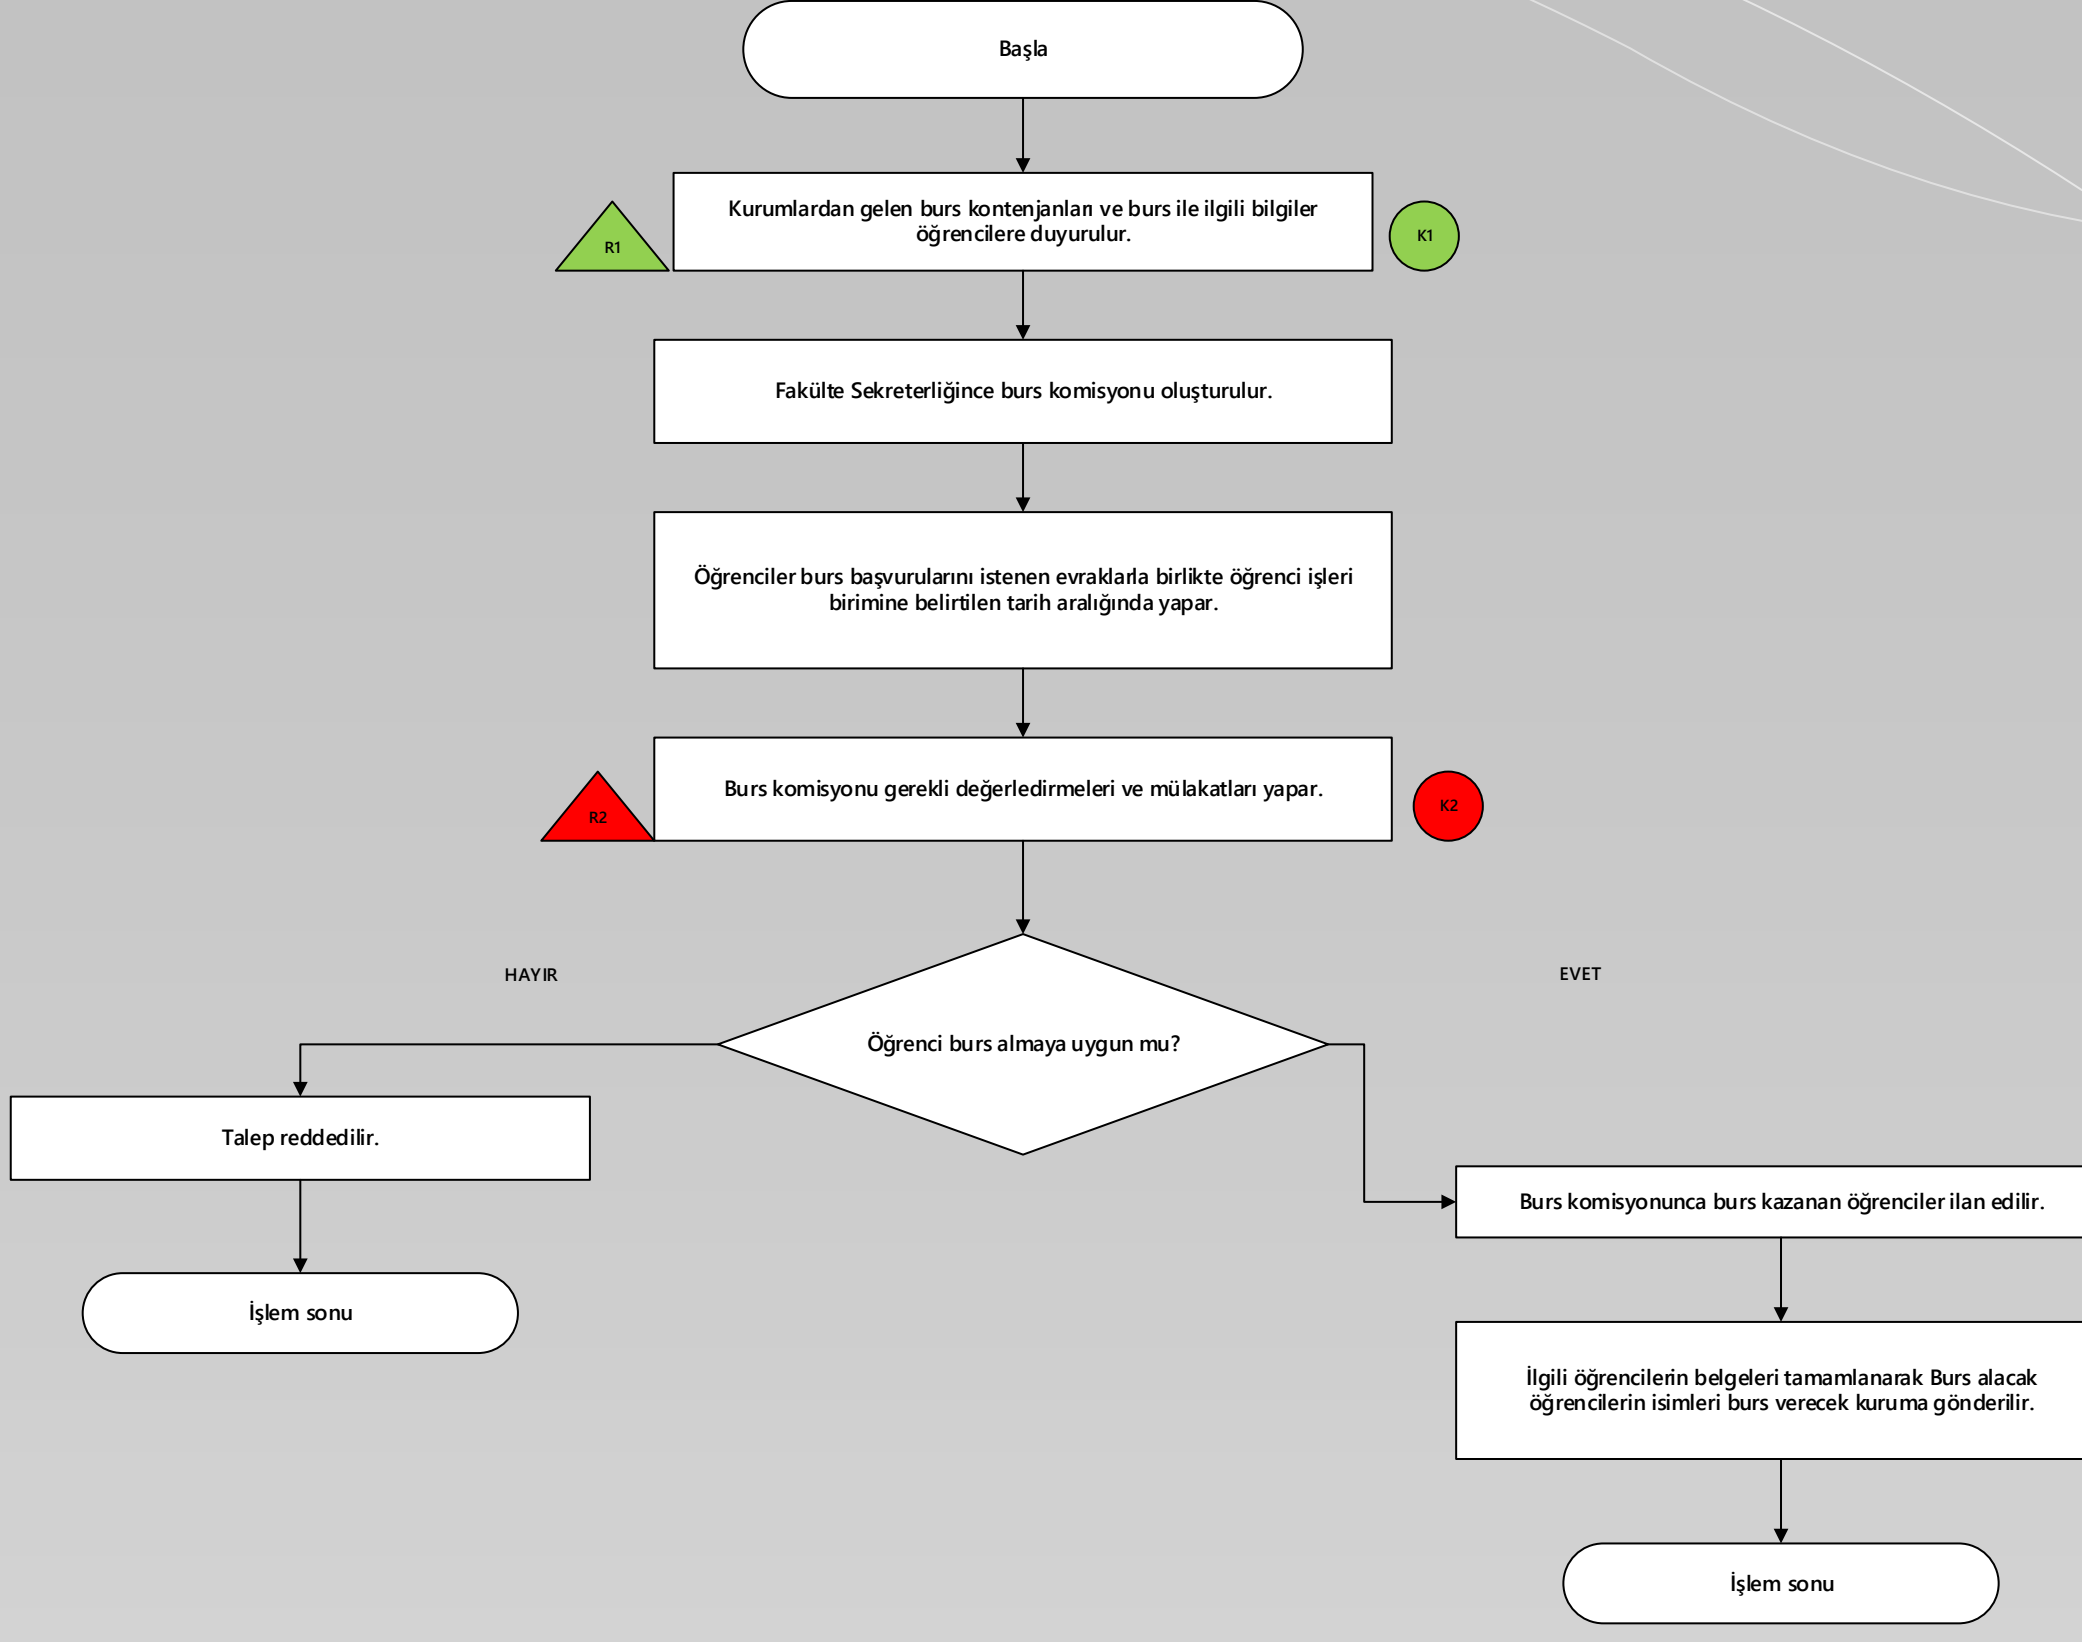 Başla
Kurumlardan gelen burs kontenjanları ve burs ile ilgili bilgiler
öğrencilere duyurulur.
R1
K1
Fakülte Sekreterliğince burs komisyonu oluşturulur.
Öğrenciler burs başvurularını istenen evraklarla birlikte öğrenci işleri
birimine belirtilen tarih aralığında yapar.
Burs komisyonu gerekli değerledirmeleri ve mülakatları yapar.
R2
K2
HAYIR
EVET
Öğrenci burs almaya uygun mu?
Talep reddedilir.
İşlem sonu
Burs komisyonunca burs kazanan öğrenciler ilan edilir.
İlgili öğrencilerin belgeleri tamamlanarak Burs alacak
öğrencilerin isimleri burs verecek kuruma gönderilir.
İşlem sonu